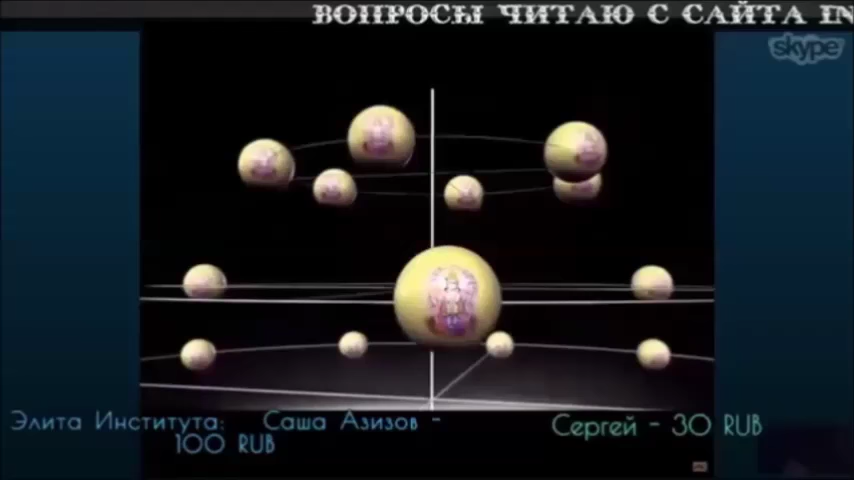 ВОПРОСЫ ЧИТАЮ С САЙТА IN
skype
Элита Института: Саша Азизов -
100 RUB
Сергей - 30 RUB